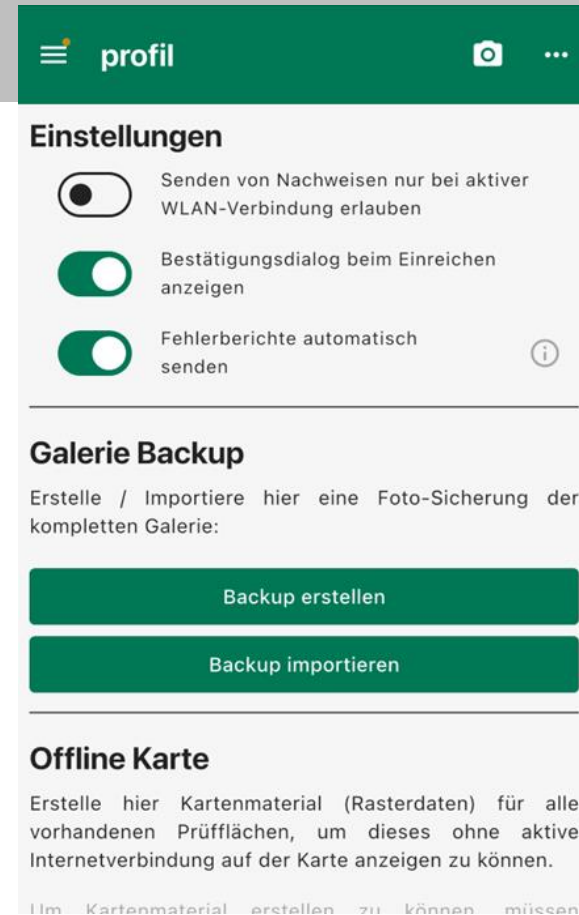 profil
Einstellungen
Senden von Nachweisen nur bei aktiver
WLAN-Verbindung erlauben
Bestätigungsdialog beim Einreichen
anzeigen
Fehlerberichte automatisch
senden
Galerie Backup
Erstelle / Importiere hier eine Foto-Sicherung der
kompletten Galerie:
Backup erstellen
Backup importieren
Offline Karte
Erstelle hier Kartenmaterial (Rasterdaten) für alle
vorhandenen Prüfflächen, um dieses ohne aktive
Internetverbindung auf der Karte anzeigen zu können.
Um Kartenmaterial erstellen zu können, müssen